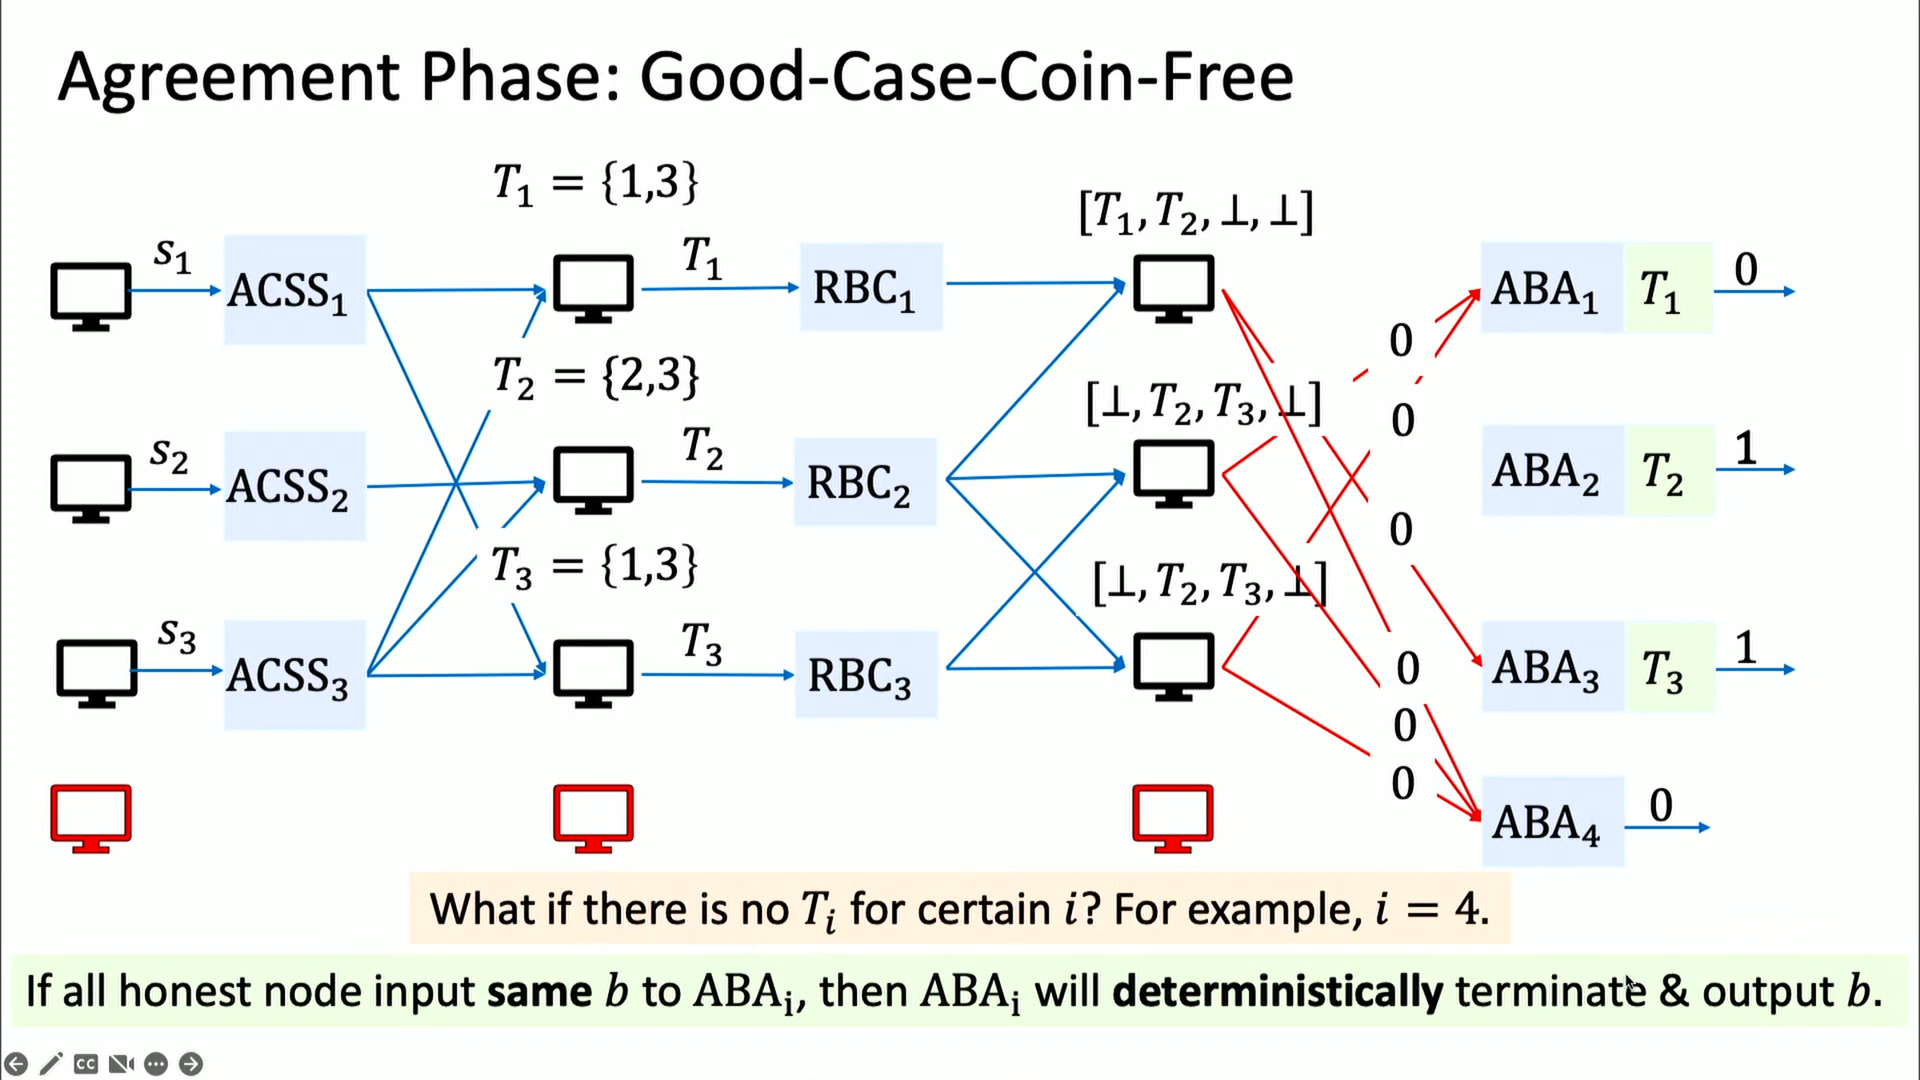 Agreement Phase: Good-Case-Coin-Free
T₁ = {1,3}
[T₁, T₂, ⊥, ⊥]
s₁
ACSS₁
T₁
RBC₁
ABA₁ T₁
0
0
T₂ = {2,3}
[⊥, T₂, T₃, ⊥]
0
s₂
ACSS₂
T₂
RBC₂
ABA₂ T₂
1
0
T₃ = {1,3}
[⊥, T₂, T₃, ⊥]
s₃
ACSS₃
T₃
RBC₃
ABA₃ T₃
1
0
0
0
ABA₄
0
What if there is no Tᵢ for certain i? For example, i = 4.
If all honest node input same b to ABAᵢ, then ABAᵢ will deterministically terminate & output b.
CC